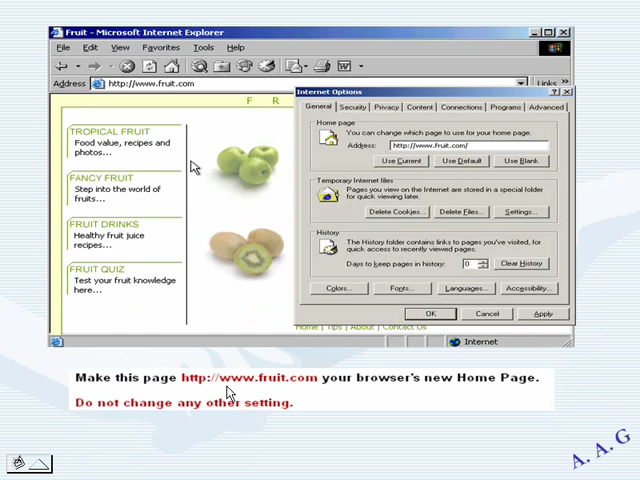 Fruit - Microsoft Internet Explorer
File Edit View Favorites Tools Help
Address http://www.fruit.com Links »
F R
TROPICAL FRUIT
Food value, recipes and
photos...
FANCY FRUIT
Step into the world of
fruits...
FRUIT DRINKS
Healthy fruit juice
recipes...
FRUIT QUIZ
Test your fruit knowledge
here...
Internet Options
General Security Privacy Content Connections Programs Advanced
Home page
You can change which page to use for your home page.
Address: http://www.fruit.com/
Use Current Use Default Use Blank
Temporary Internet files
Pages you view on the Internet are stored in a special folder
for quick viewing later.
Delete Cookies... Delete Files... Settings...
History
The History folder contains links to pages you've visited, for
quick access to recently viewed pages.
Days to keep pages in history: 0 Clear History
Colors... Fonts... Languages... Accessibility...
OK Cancel Apply
Home | Tips | About | Contact Us
Internet
Make this page http://www.fruit.com your browser's new Home Page.
Do not change any other setting.
A. A. G